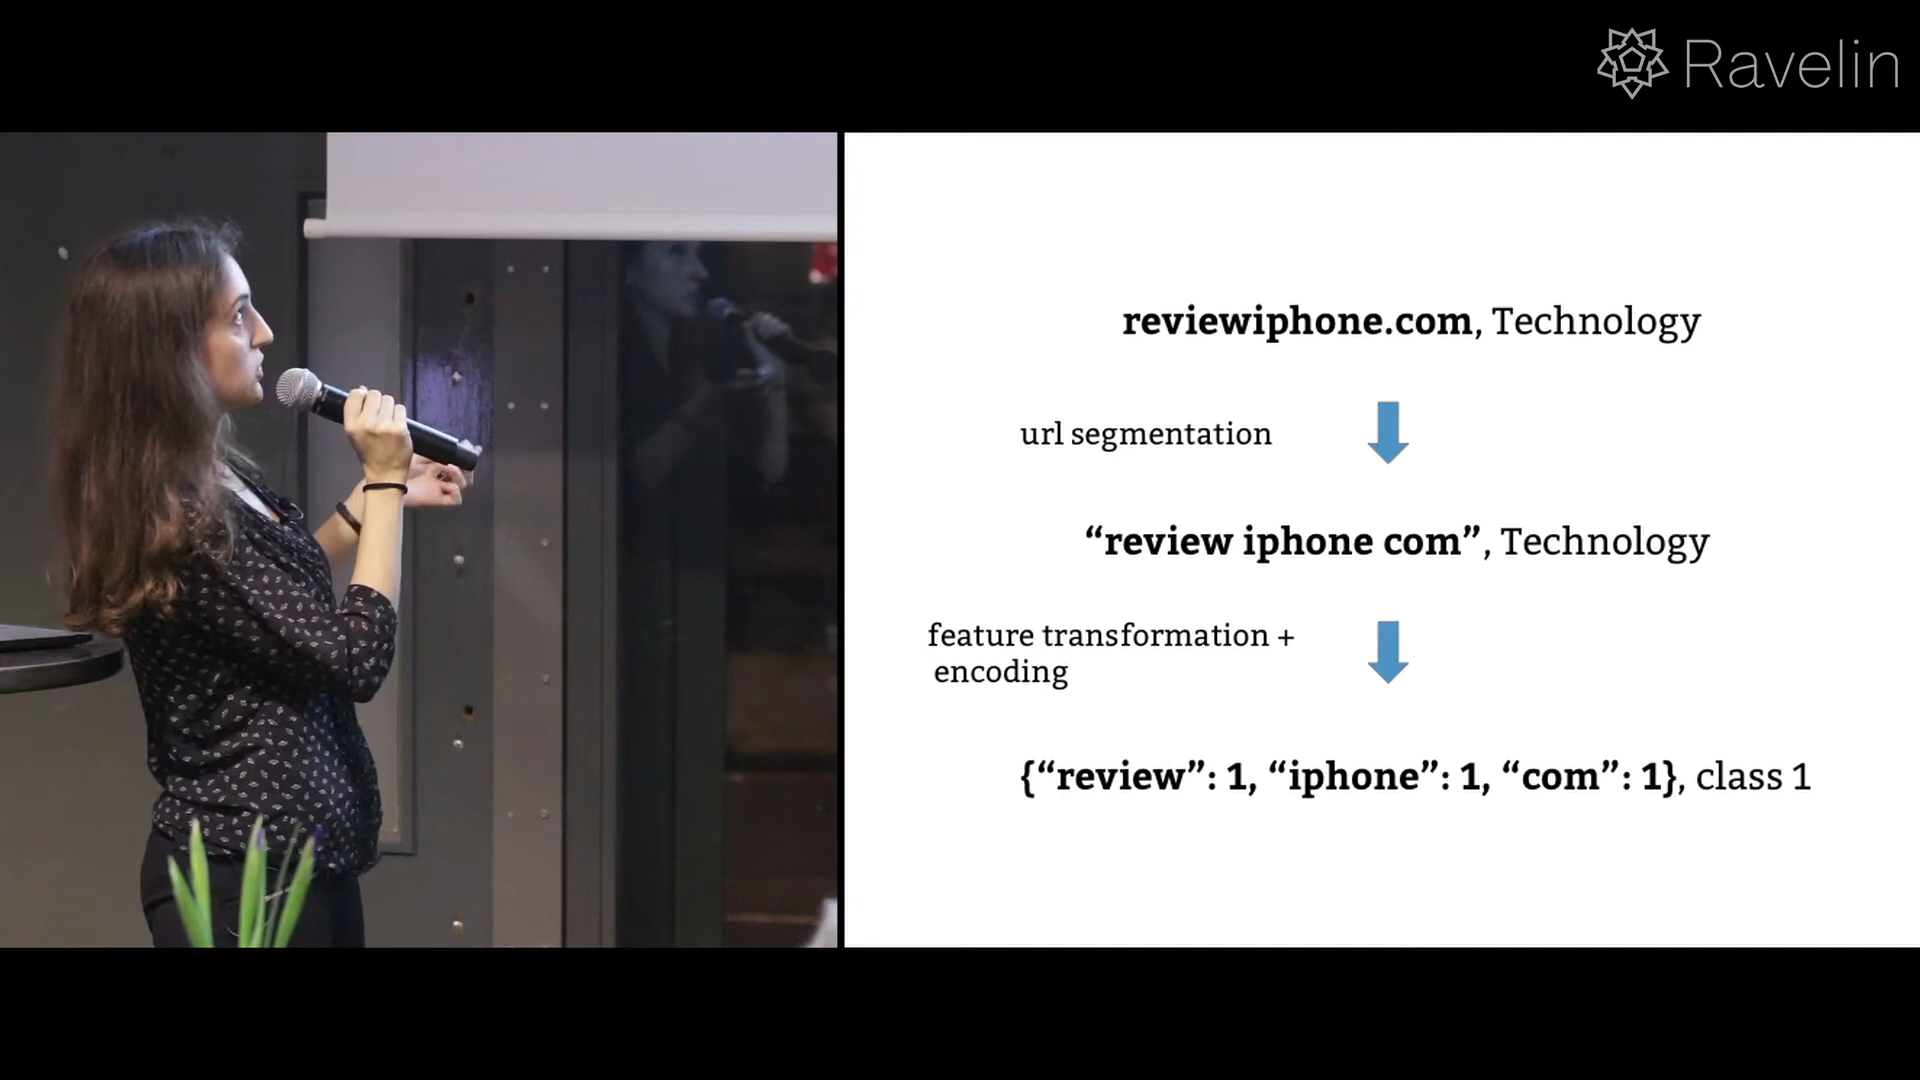 Ravelin
reviewiphone.com, Technology
url segmentation
“review iphone com”, Technology
feature transformation +
encoding
{“review”: 1, “iphone”: 1, “com”: 1}, class 1